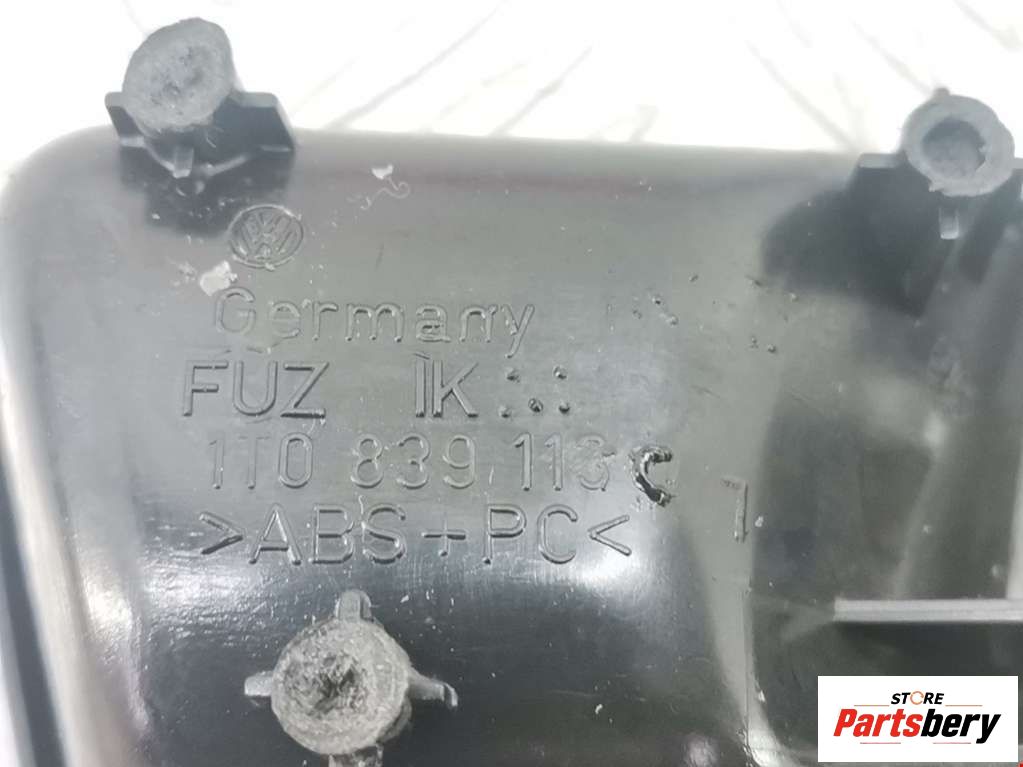 Germany
FUZ IK
1T0 839 113 C
>ABS+PC<
STORE
Partsbery